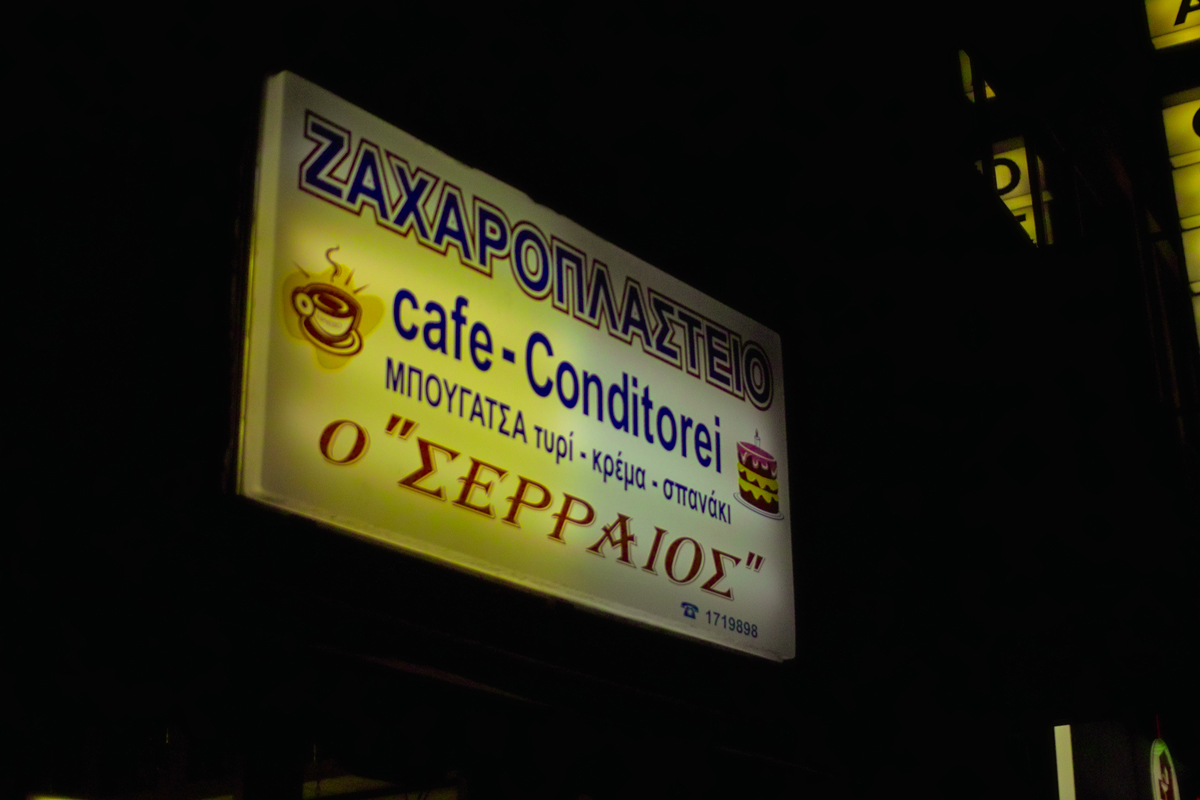 ΖΑΧΑΡΟΠΛΑΣΤΕΙΟ
cafe - Conditorei
ΜΠΟΥΓΑΤΣΑ τυρί - κρέμα - σπανάκι
Ο "ΣΕΡΡΑΙΟΣ"
☎ 1719898